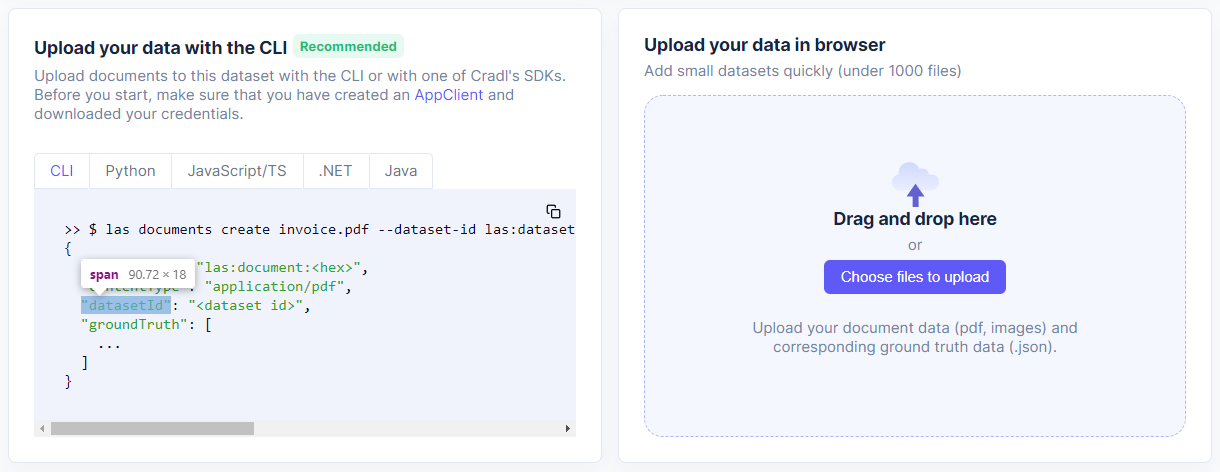 Upload your data with the CLI Recommended
Upload documents to this dataset with the CLI or with one of Cradl's SDKs.
Before you start, make sure that you have created an AppClient and
downloaded your credentials.
CLI Python JavaScript/TS .NET Java
>> $ las documents create invoice.pdf --dataset-id las:dataset
{
span 90.72 × 18
"las:document:<hex>",
"contentType": "application/pdf",
"datasetId": "<dataset id>",
"groundTruth": [
...
]
}
Upload your data in browser
Add small datasets quickly (under 1000 files)
Drag and drop here
or
Choose files to upload
Upload your document data (pdf, images) and
corresponding ground truth data (.json).